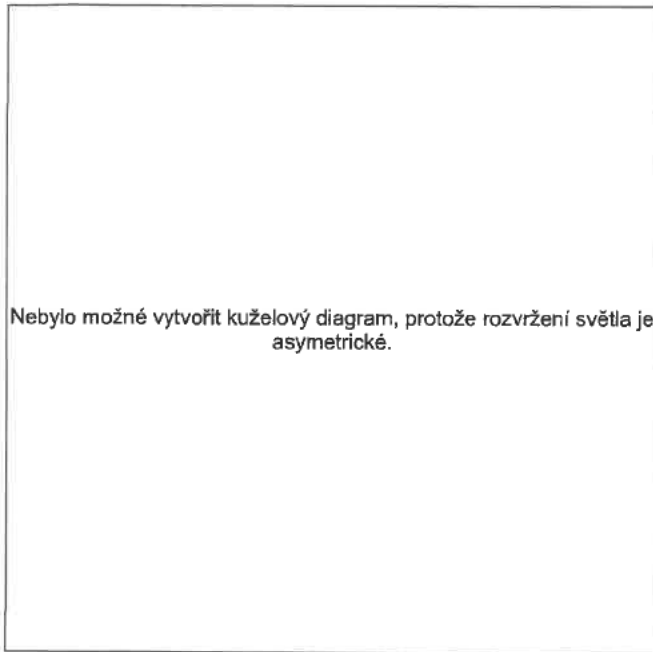 Nebylo možné vytvořit kuželový diagram, protože rozvržení světla je
asymetrické.